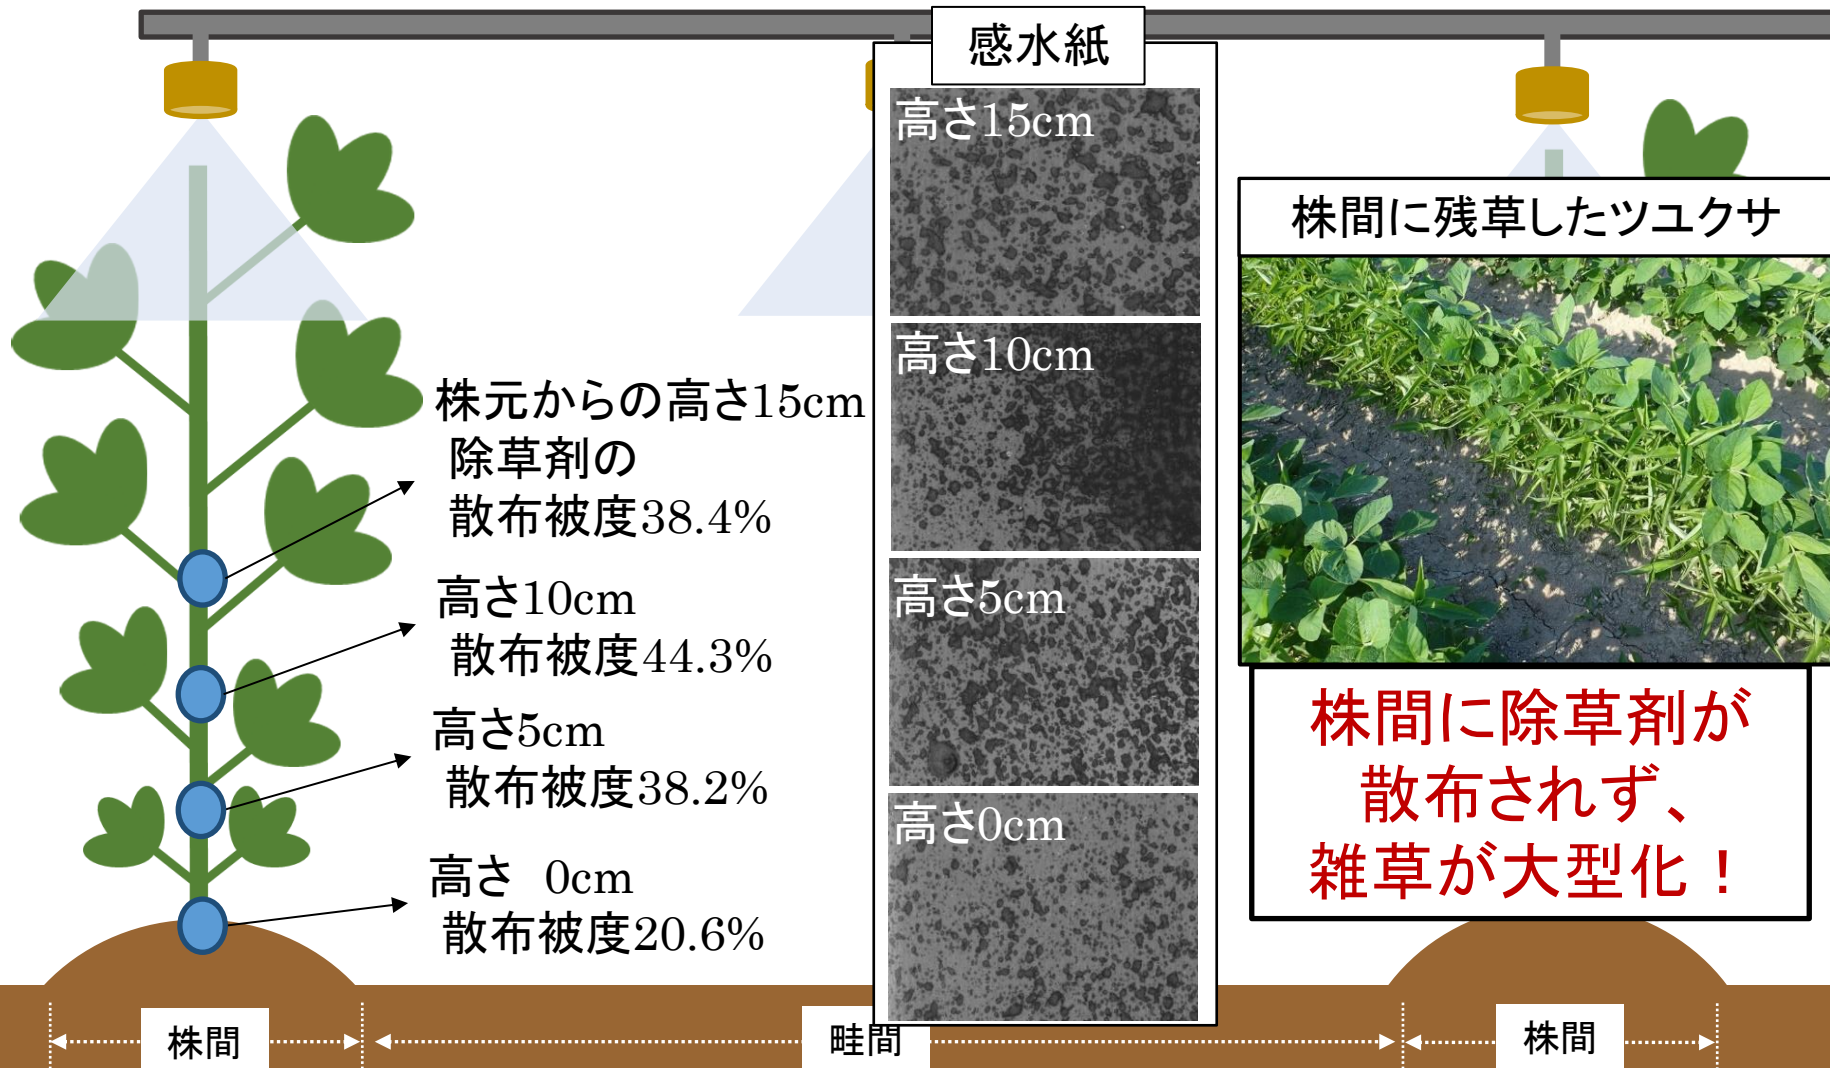 感水紙
高さ15cm
高さ10cm
高さ5cm
高さ0cm
株元からの高さ15cm
除草剤の
散布被度38.4%
高さ10cm
散布被度44.3%
高さ5cm
散布被度38.2%
高さ 0cm
散布被度20.6%
株間に残草したツユクサ
株間に除草剤が
散布されず、
雑草が大型化！
株間
畦間
株間